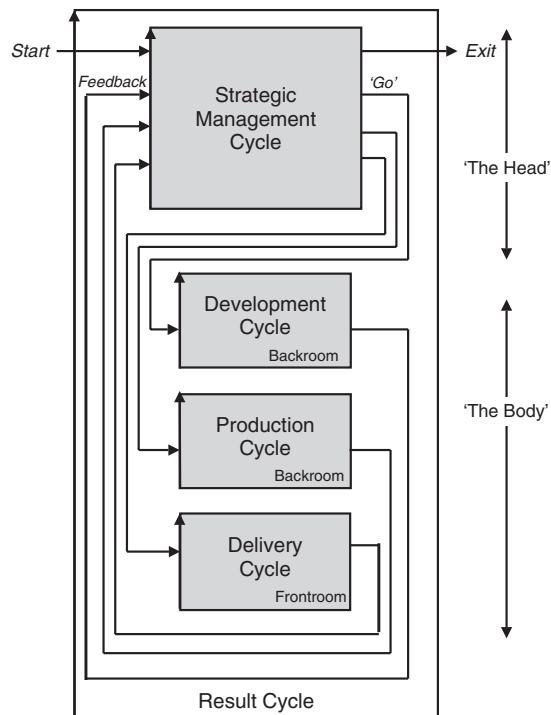 Start
Exit
Feedback
'Go'
Strategic
Management
Cycle
'The Head'
Development
Cycle
Backroom
'The Body'
Production
Cycle
Backroom
Delivery
Cycle
Frontroom
Result Cycle